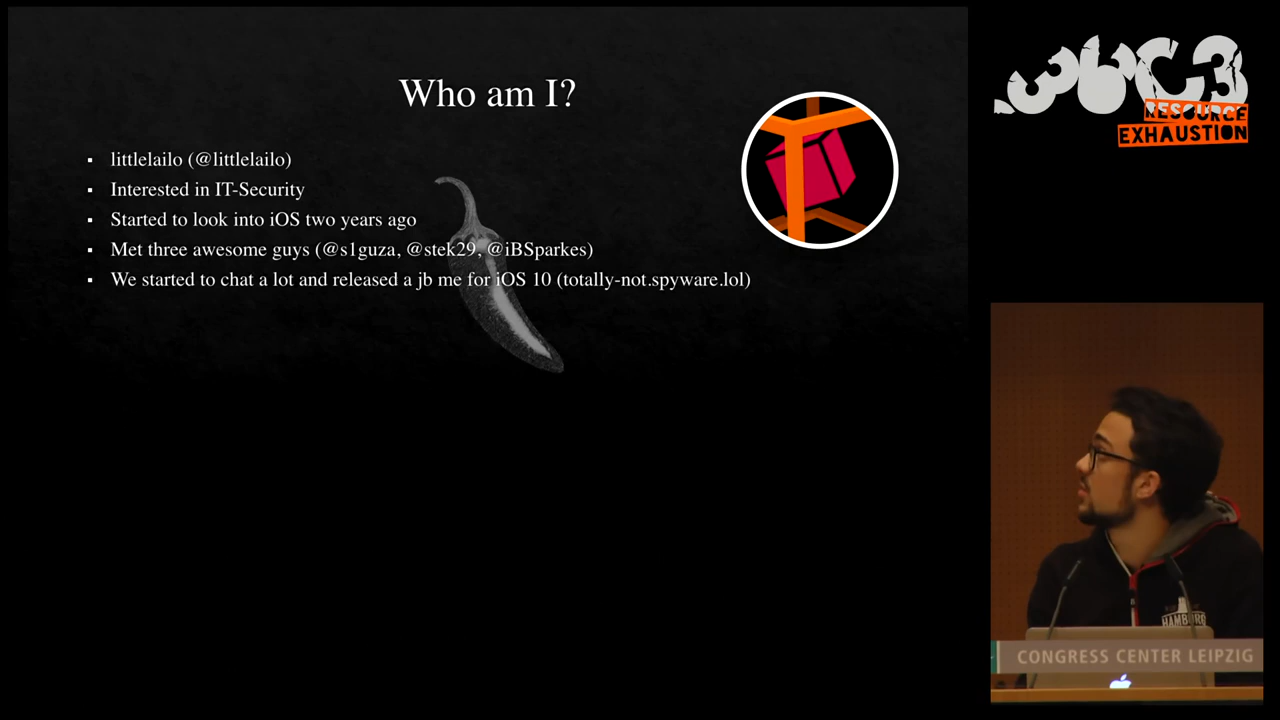 Who am I?
littlelailo (@littlelailo)
Interested in IT-Security
Started to look into iOS two years ago
Met three awesome guys (@s1guza, @stek29, @iBSparkes)
We started to chat a lot and released a jb me for iOS 10 (totally-not.spyware.lol)
36C3
RESOURCE
EXHAUSTION
HAMBURG
CONGRESS CENTER LEIPZIG